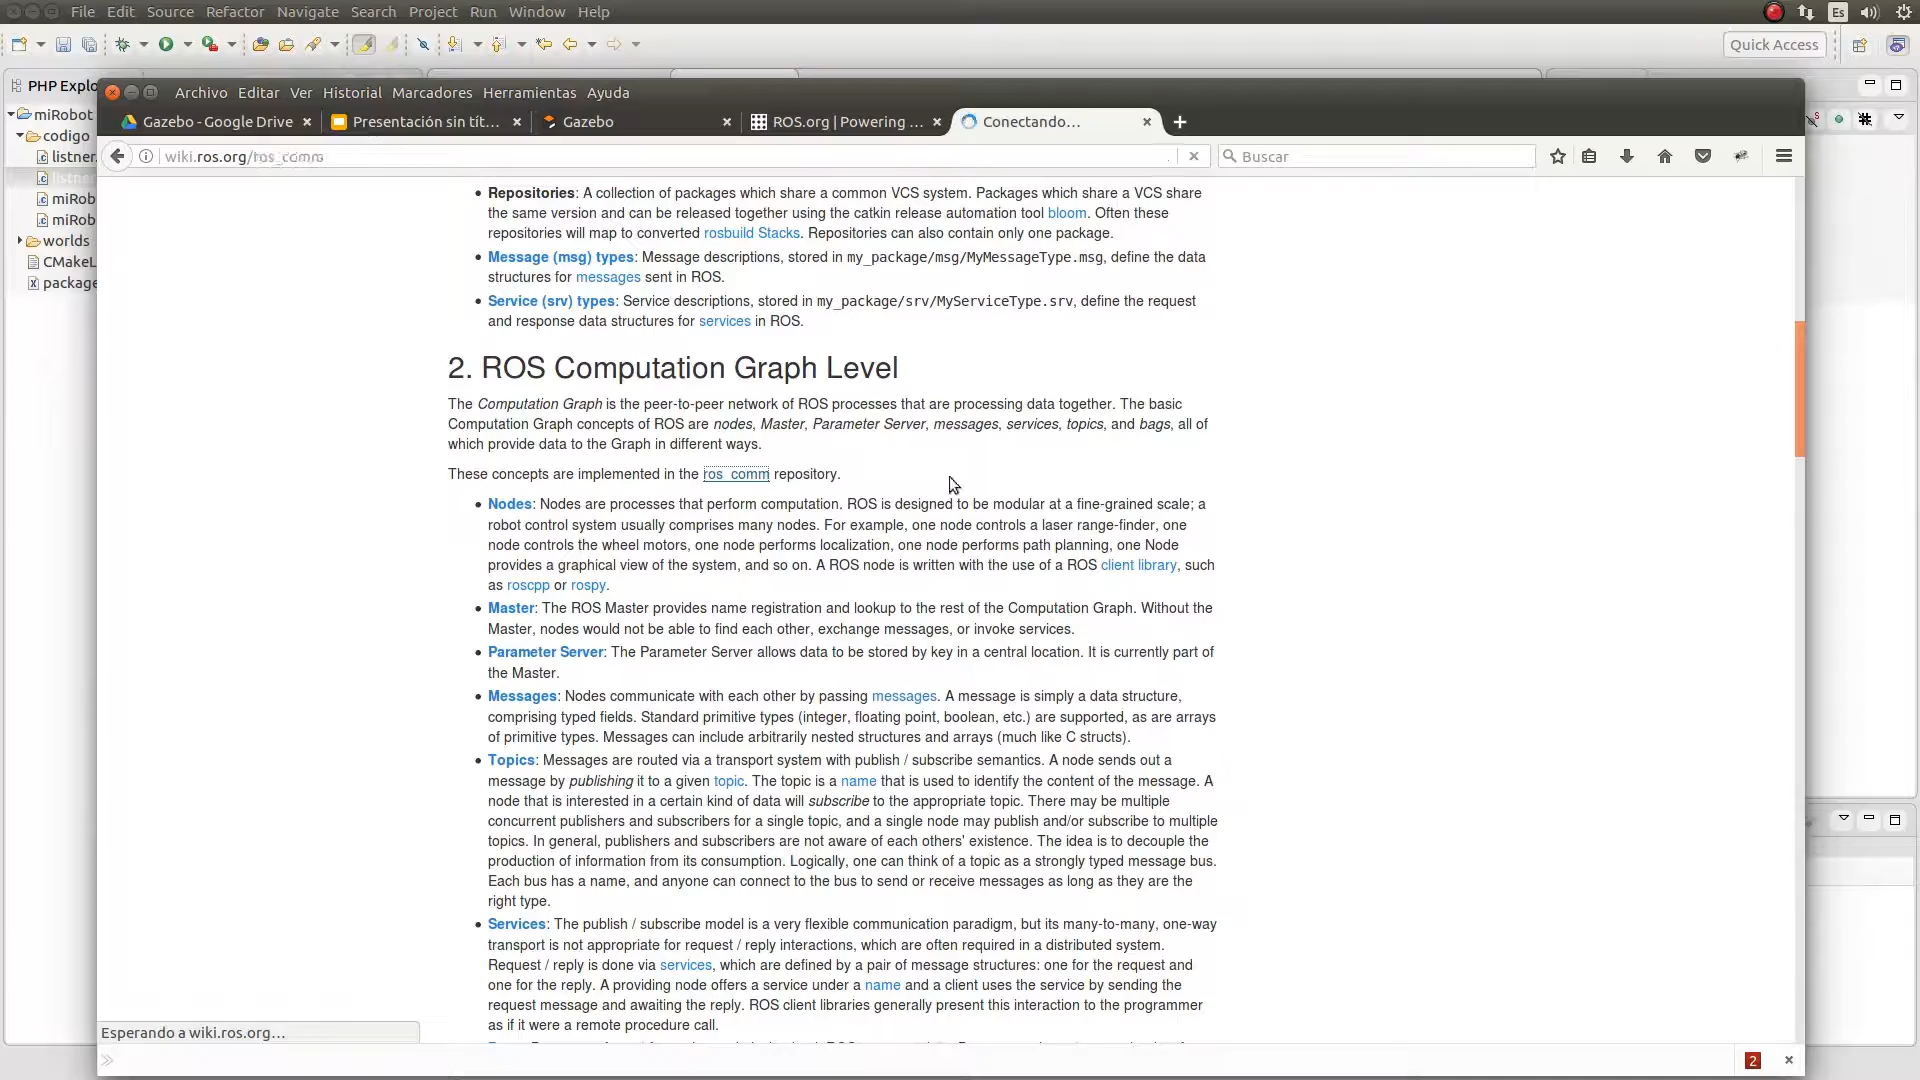 File Edit Source Refactor Navigate Search Project Run Window Help
Es
Quick Access
PHP Explo
miRobot
codigo
listner.
listner
miRob
miRob
worlds
CMakeL
package
Archivo Editar Ver Historial Marcadores Herramientas Ayuda
Gazebo - Google Drive
Presentación sin tít...
Gazebo
ROS.org | Powering ...
Conectando...
wiki.ros.org/ros_comm
Buscar
• Repositories: A collection of packages which share a common VCS system. Packages which share a VCS share
the same version and can be released together using the catkin release automation tool bloom. Often these
repositories will map to converted rosbuild Stacks. Repositories can also contain only one package.
• Message (msg) types: Message descriptions, stored in my_package/msg/MyMessageType.msg, define the data
structures for messages sent in ROS.
• Service (srv) types: Service descriptions, stored in my_package/srv/MyServiceType.srv, define the request
and response data structures for services in ROS.
2. ROS Computation Graph Level
The Computation Graph is the peer-to-peer network of ROS processes that are processing data together. The basic
Computation Graph concepts of ROS are nodes, Master, Parameter Server, messages, services, topics, and bags, all of
which provide data to the Graph in different ways.
These concepts are implemented in the ros_comm repository.
• Nodes: Nodes are processes that perform computation. ROS is designed to be modular at a fine-grained scale; a
robot control system usually comprises many nodes. For example, one node controls a laser range-finder, one
node controls the wheel motors, one node performs localization, one node performs path planning, one Node
provides a graphical view of the system, and so on. A ROS node is written with the use of a ROS client library, such
as roscpp or rospy.
• Master: The ROS Master provides name registration and lookup to the rest of the Computation Graph. Without the
Master, nodes would not be able to find each other, exchange messages, or invoke services.
• Parameter Server: The Parameter Server allows data to be stored by key in a central location. It is currently part of
the Master.
• Messages: Nodes communicate with each other by passing messages. A message is simply a data structure,
comprising typed fields. Standard primitive types (integer, floating point, boolean, etc.) are supported, as are arrays
of primitive types. Messages can include arbitrarily nested structures and arrays (much like C structs).
• Topics: Messages are routed via a transport system with publish / subscribe semantics. A node sends out a
message by publishing it to a given topic. The topic is a name that is used to identify the content of the message. A
node that is interested in a certain kind of data will subscribe to the appropriate topic. There may be multiple
concurrent publishers and subscribers for a single topic, and a single node may publish and/or subscribe to multiple
topics. In general, publishers and subscribers are not aware of each others' existence. The idea is to decouple the
production of information from its consumption. Logically, one can think of a topic as a strongly typed message bus.
Each bus has a name, and anyone can connect to the bus to send or receive messages as long as they are the
right type.
• Services: The publish / subscribe model is a very flexible communication paradigm, but its many-to-many, one-way
transport is not appropriate for request / reply interactions, which are often required in a distributed system.
Request / reply is done via services, which are defined by a pair of message structures: one for the request and
one for the reply. A providing node offers a service under a name and a client uses the service by sending the
request message and awaiting the reply. ROS client libraries generally present this interaction to the programmer
as if it were a remote procedure call.
Esperando a wiki.ros.org...
2